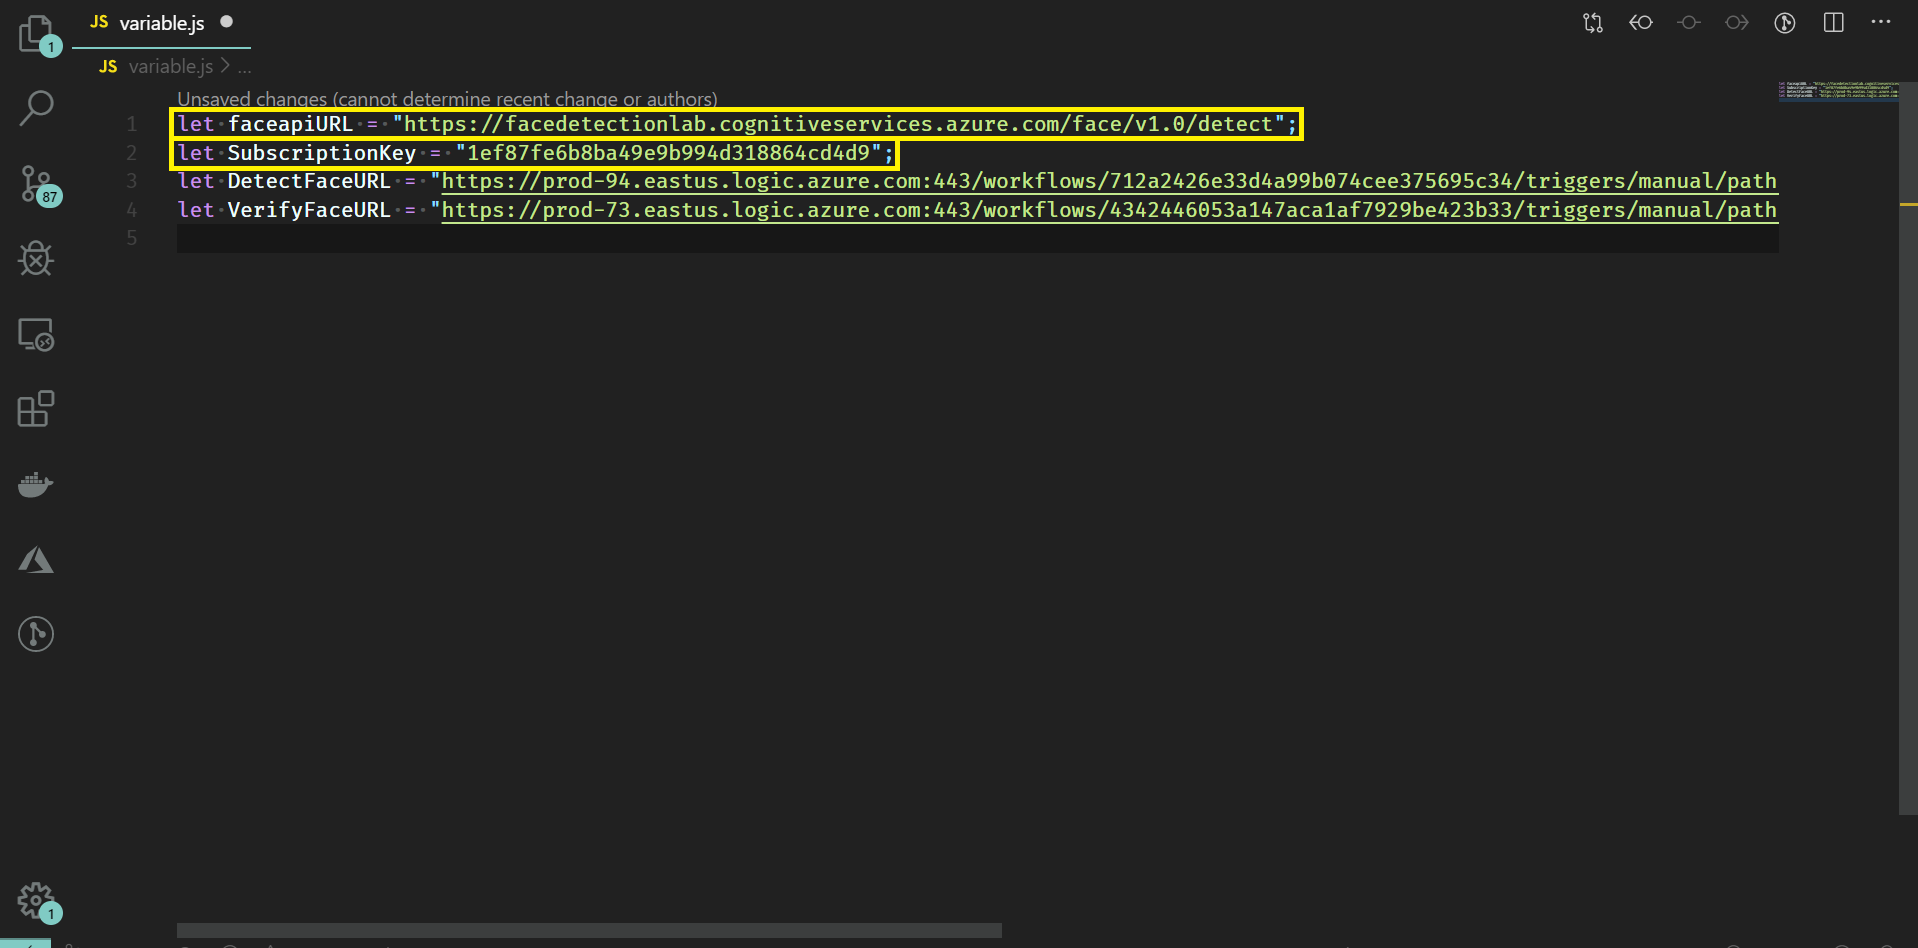 JS variable.js
JS variable.js > ...
Unsaved changes (cannot determine recent change or authors)
1 let faceapiURL = "https://facedetectionlab.cognitiveservices.azure.com/face/v1.0/detect";
2 let SubscriptionKey = "1ef87fe6b8ba49e9b994d318864cd4d9";
3 let DetectFaceURL = "https://prod-94.eastus.logic.azure.com:443/workflows/712a2426e33d4a99b074cee375695c34/triggers/manual/path
4 let VerifyFaceURL = "https://prod-73.eastus.logic.azure.com:443/workflows/4342446053a147aca1af7929be423b33/triggers/manual/path
5
1
87
1